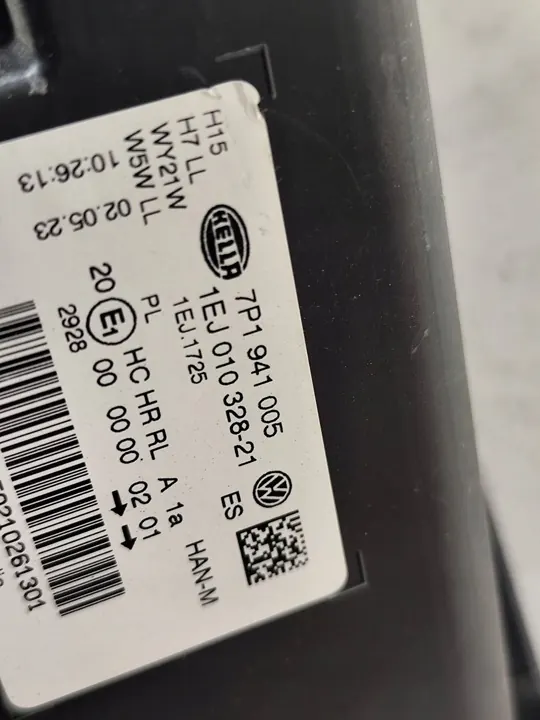 7P1 941 005
1EJ 010 328-21 ES
1EJ.1725
HELLA
H15
H7 LL
WY21W
W5W LL
02.05.23
10:26:13
HAN-M
PL HC HR RL A 1a
20 E1 00 00 00 02 01
2928
0210261301